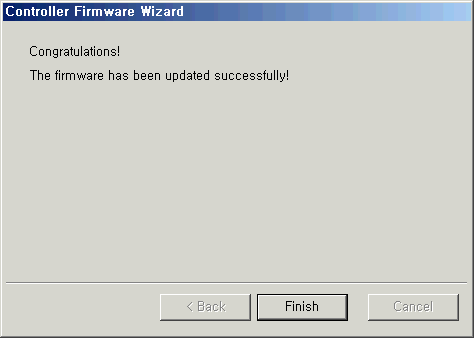 Controller Firmware Wizard
Congratulations!
The firmware has been updated successfully!
< Back
Finish
Cancel